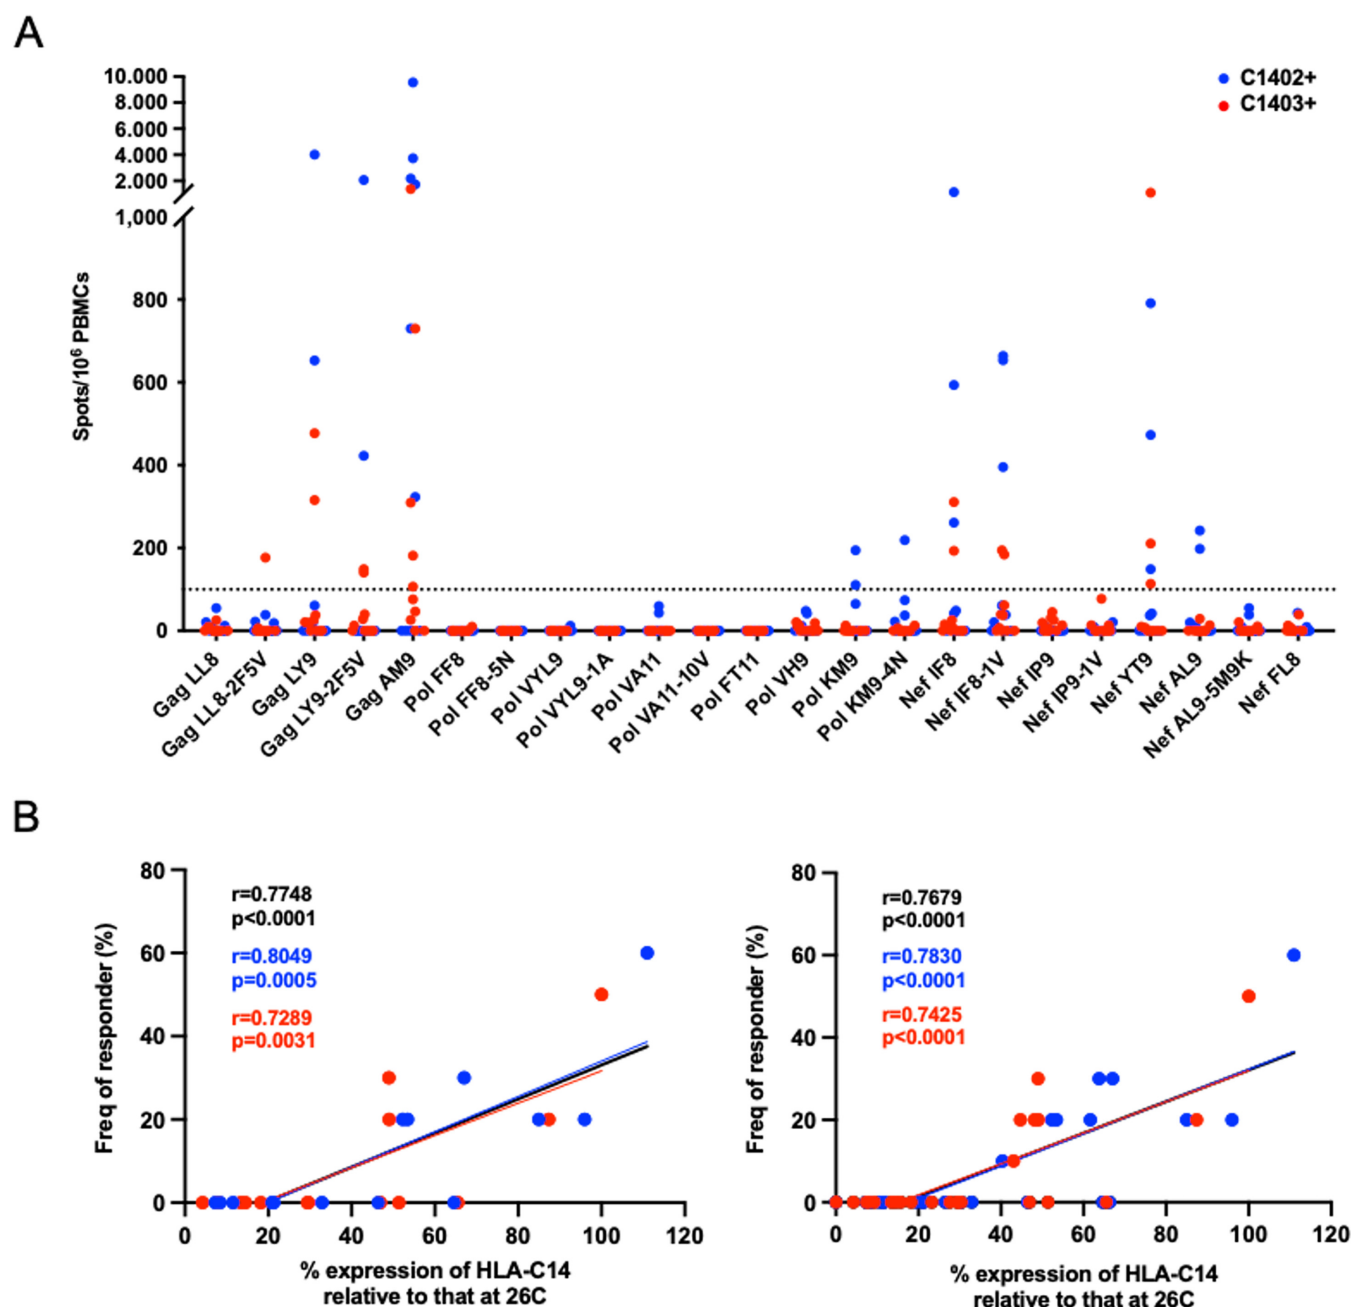 A
10.000
8.000
6.000
4.000
2.000
1,000
800
600
400
200
0
Spots/10⁶ PBMCs
C1402+
C1403+
Gag LL8
Gag LL8-2F5V
Gag LY9
Gag LY9-2F5V
Gag AM9
Pol FF8
Pol FF8-5N
Pol VYL9
Pol VYL9-1A
Pol VA11
Pol VA11-10V
Pol FT11
Pol VH9
Pol KM9
Pol KM9-4N
Nef IF8
Nef IF8-1V
Nef IP9
Nef IP9-1V
Nef YT9
Nef AL9
Nef AL9-5M9K
Nef FL8
B
80
60
40
20
0
Freq of responder (%)
r=0.7748
p<0.0001
r=0.8049
p=0.0005
r=0.7289
p=0.0031
0 20 40 60 80 100 120
% expression of HLA-C14
relative to that at 26C
80
60
40
20
0
Freq of responder (%)
r=0.7679
p<0.0001
r=0.7830
p<0.0001
r=0.7425
p<0.0001
0 20 40 60 80 100 120
% expression of HLA-C14
relative to that at 26C